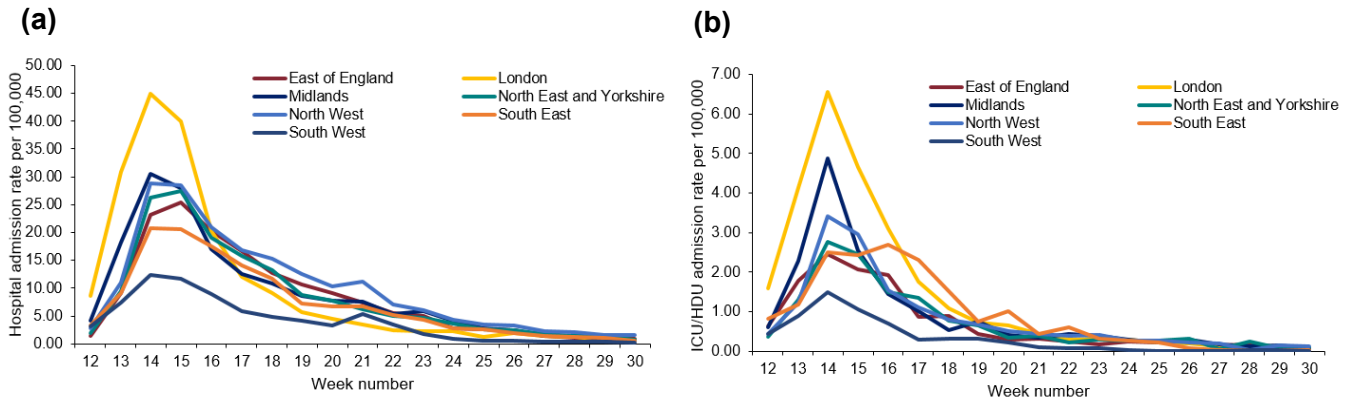 (a)
Hospital admission rate per 100,000
50.00
45.00
40.00
35.00
30.00
25.00
20.00
15.00
10.00
5.00
0.00
East of England
London
Midlands
North East and Yorkshire
North West
South East
South West
12 13 14 15 16 17 18 19 20 21 22 23 24 25 26 27 28 29 30
Week number
(b)
ICU/HDU admission rate per 100,000
7.00
6.00
5.00
4.00
3.00
2.00
1.00
0.00
East of England
London
Midlands
North East and Yorkshire
North West
South East
South West
12 13 14 15 16 17 18 19 20 21 22 23 24 25 26 27 28 29 30
Week number